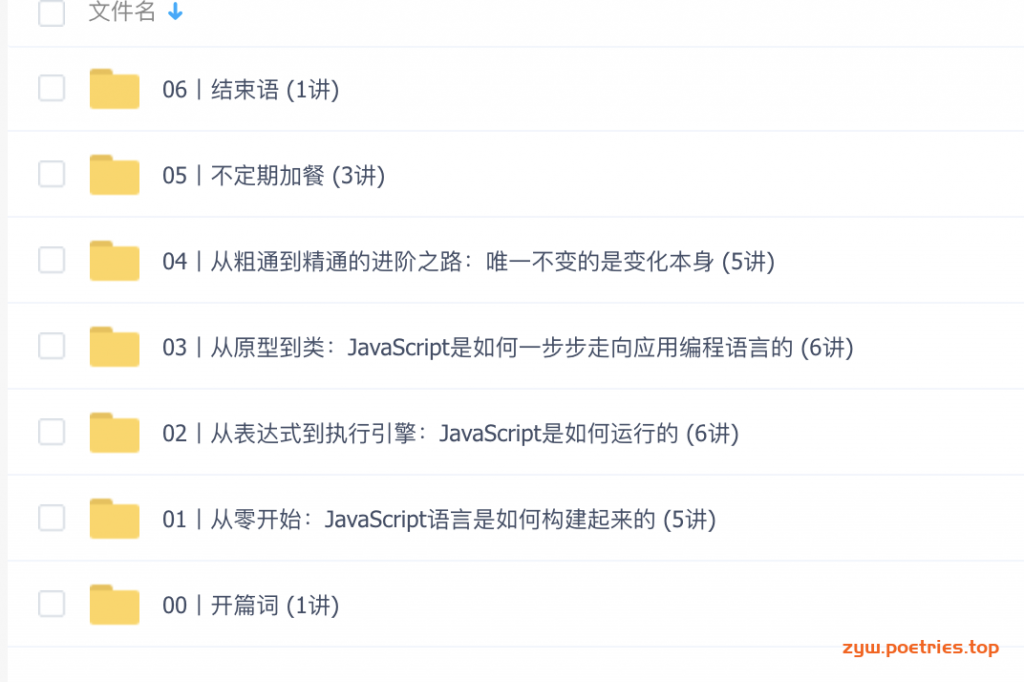 文件名
06丨结束语 (1讲)
05丨不定期加餐 (3讲)
04丨从粗通到精通的进阶之路：唯一不变的是变化本身 (5讲)
03丨从原型到类：JavaScript是如何一步步走向应用编程语言的 (6讲)
02丨从表达式到执行引擎：JavaScript是如何运行的 (6讲)
01丨从零开始：JavaScript语言是如何构建起来的 (5讲)
00丨开篇词 (1讲)
zyw.poetries.top